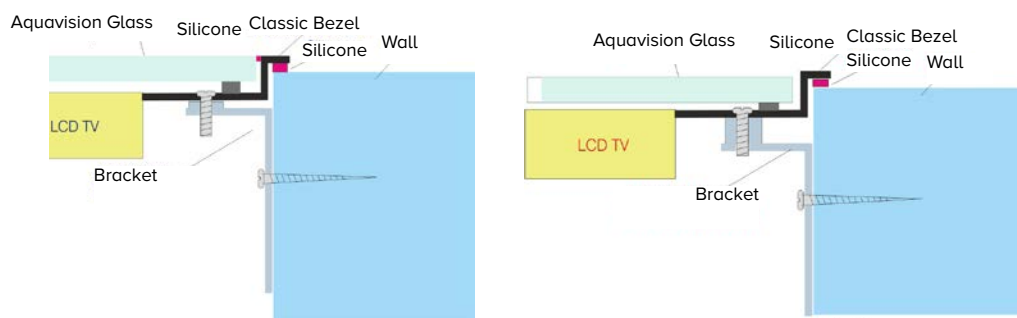 Aquavision Glass
Silicone
Classic Bezel
Silicone
Wall
LCD TV
Bracket
Aquavision Glass
Silicone
Classic Bezel
Silicone
Wall
LCD TV
Bracket